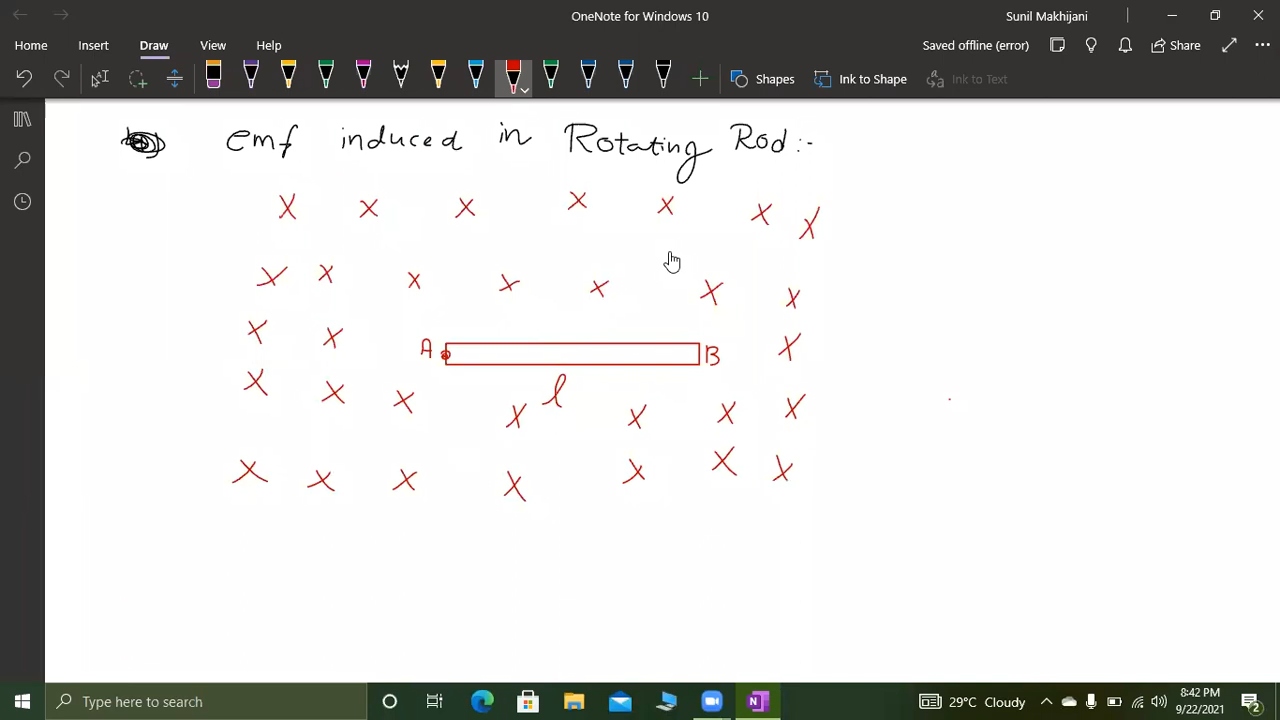 OneNote for Windows 10
Sunil Makhijani
Home Insert Draw View Help
Saved offline (error)
Share
Shapes
Ink to Shape
Ink to Text
emf induced in Rotating Rod:-
X X X X X X X
X X X X X X X
X X X
A B
l
X X X X X X X
X X X X X X X
Type here to search
29°C Cloudy
8:42 PM
9/22/2021
2